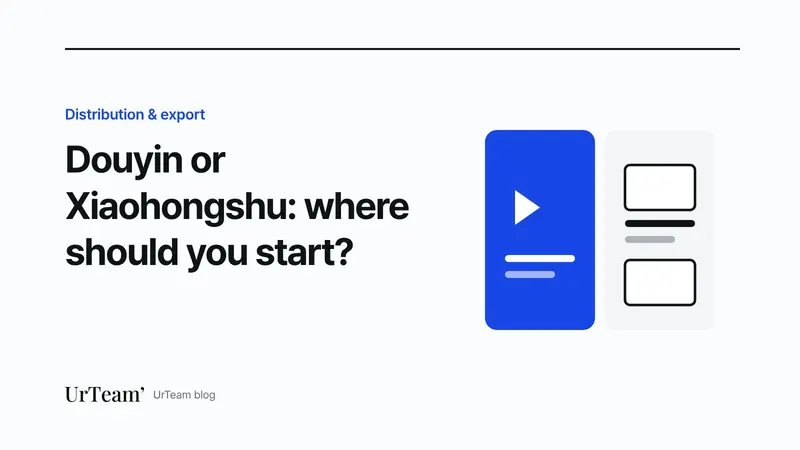 Distribution & export
Douyin or
Xiaohongshu: where
should you start?
UrTeam’ UrTeam blog